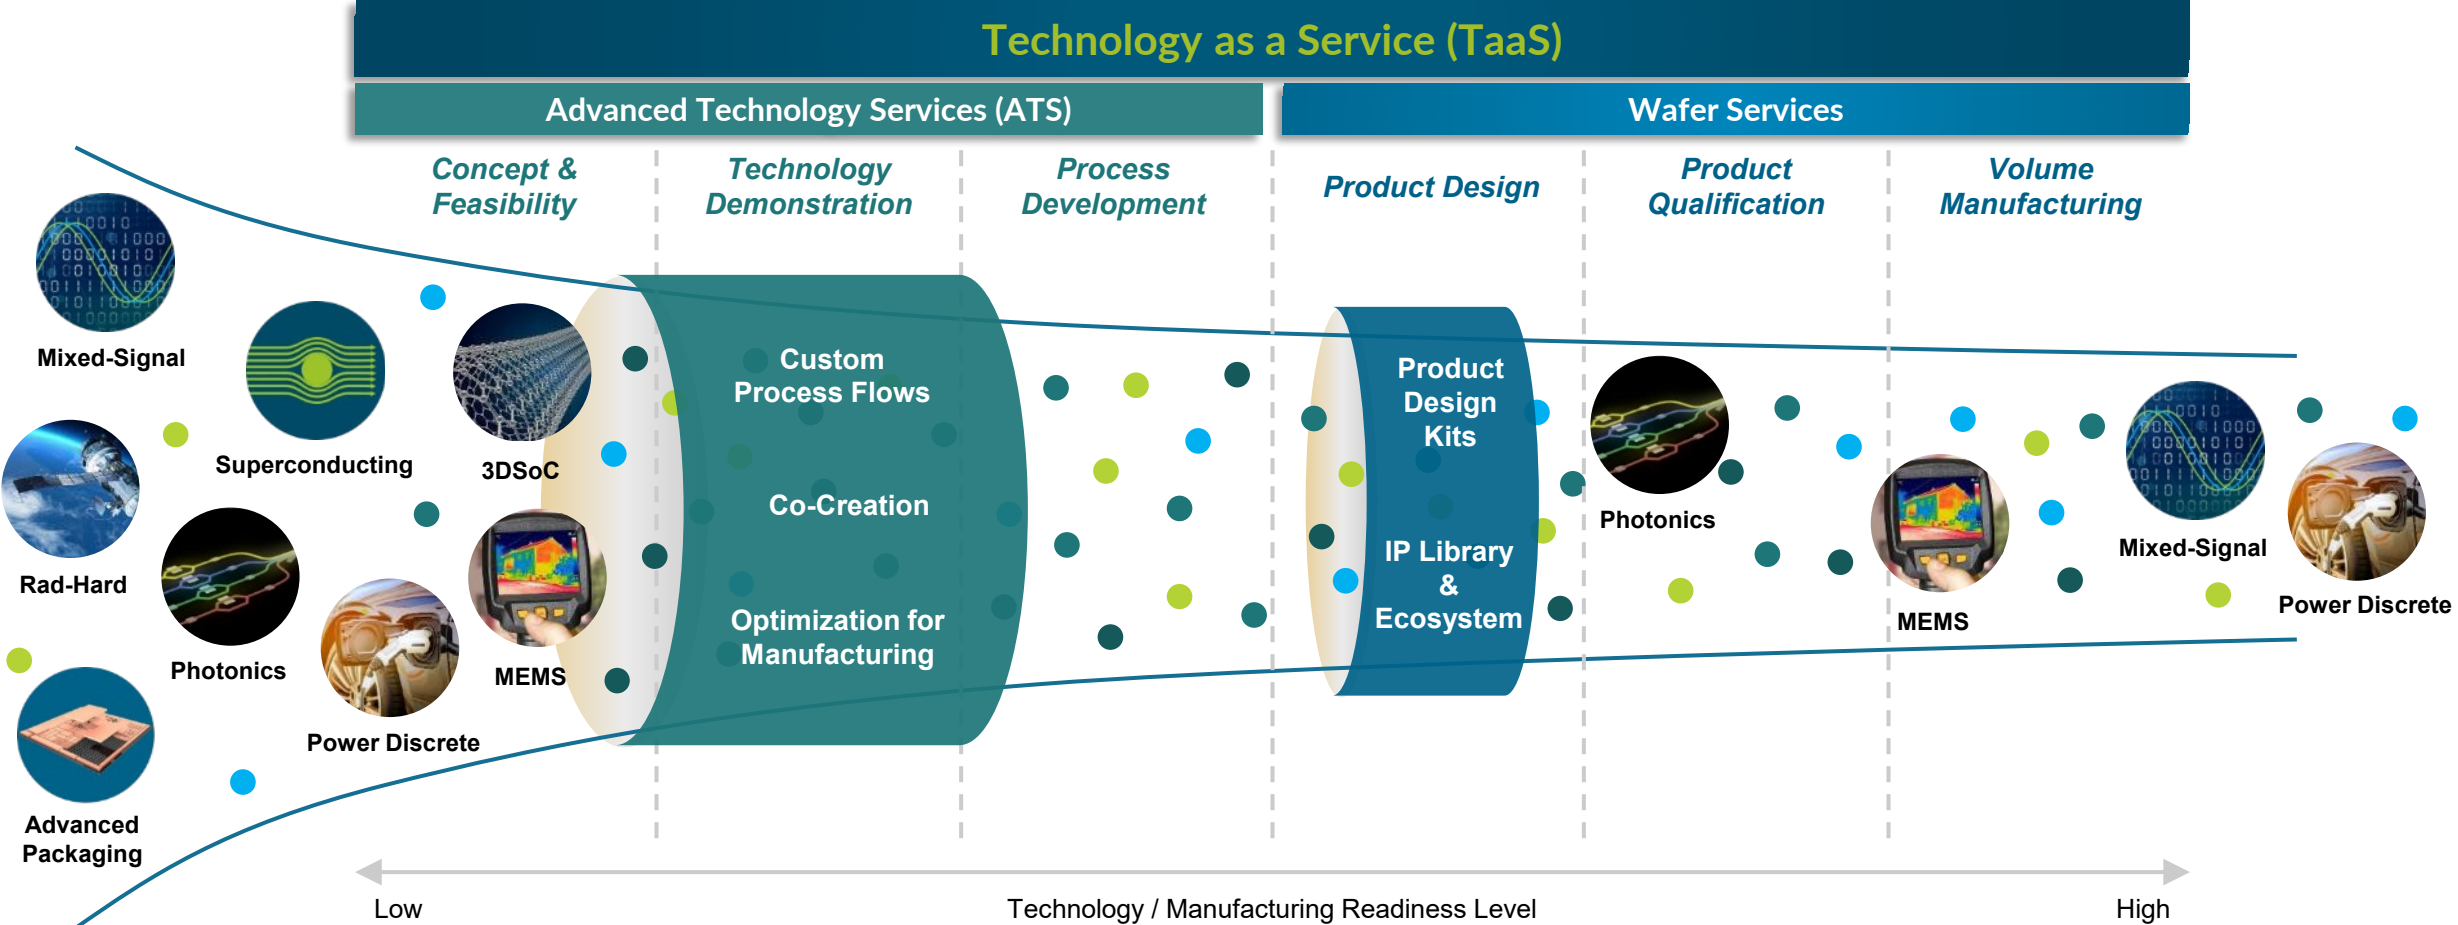 Technology as a Service (TaaS)
Advanced Technology Services (ATS)
Wafer Services
Concept &
Feasibility
Technology
Demonstration
Process
Development
Product Design
Product
Qualification
Volume
Manufacturing
Mixed-Signal
Superconducting
3DSoC
Rad-Hard
Photonics
MEMS
Power Discrete
Advanced
Packaging
Custom
Process Flows
Co-Creation
Optimization for
Manufacturing
Product
Design
Kits
IP Library
&
Ecosystem
Photonics
MEMS
Mixed-Signal
Power Discrete
Low
Technology / Manufacturing Readiness Level
High